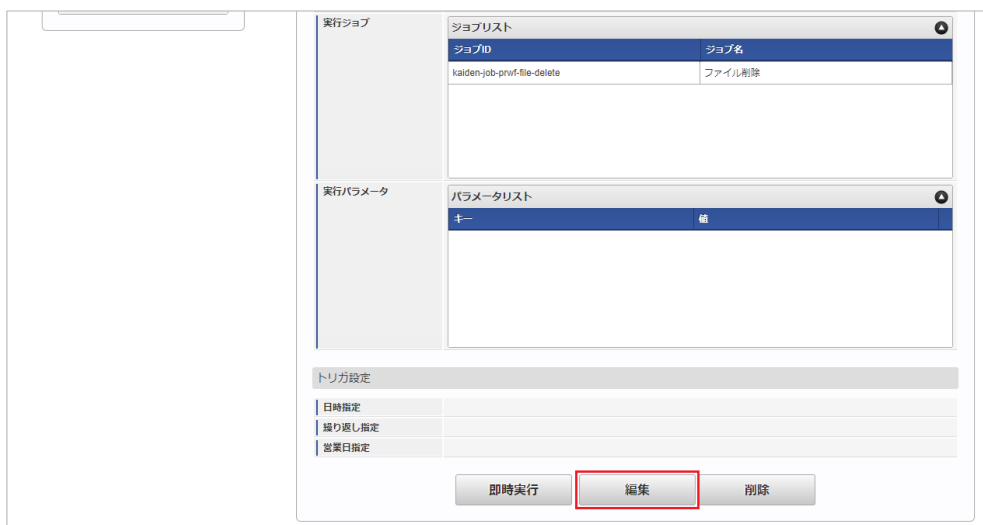 実行ジョブ
ジョブリスト
ジョブID ジョブ名
kaiden-job-prwf-file-delete ファイル削除
実行パラメータ
パラメータリスト
キー 値
トリガ設定
日時指定
繰り返し指定
営業日指定
即時実行 編集 削除